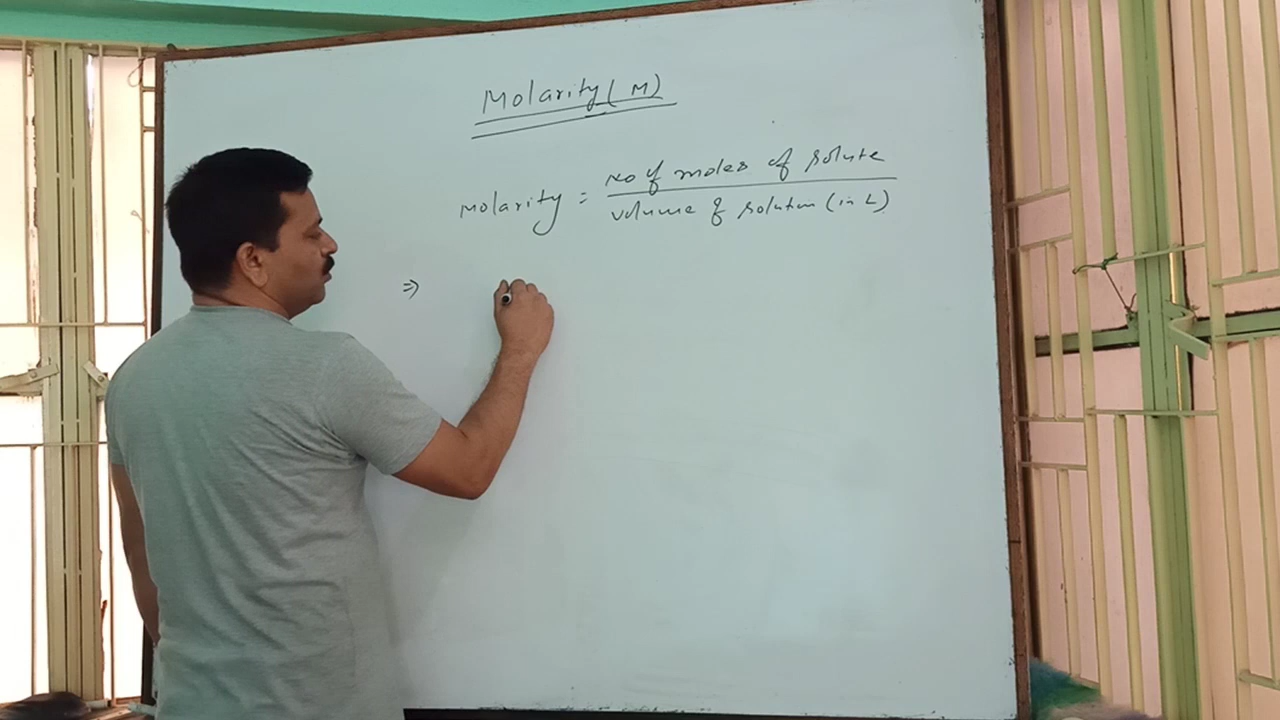 Molarity (M)
Molarity = No of moles of solute
volume of solution (in L)
⇒